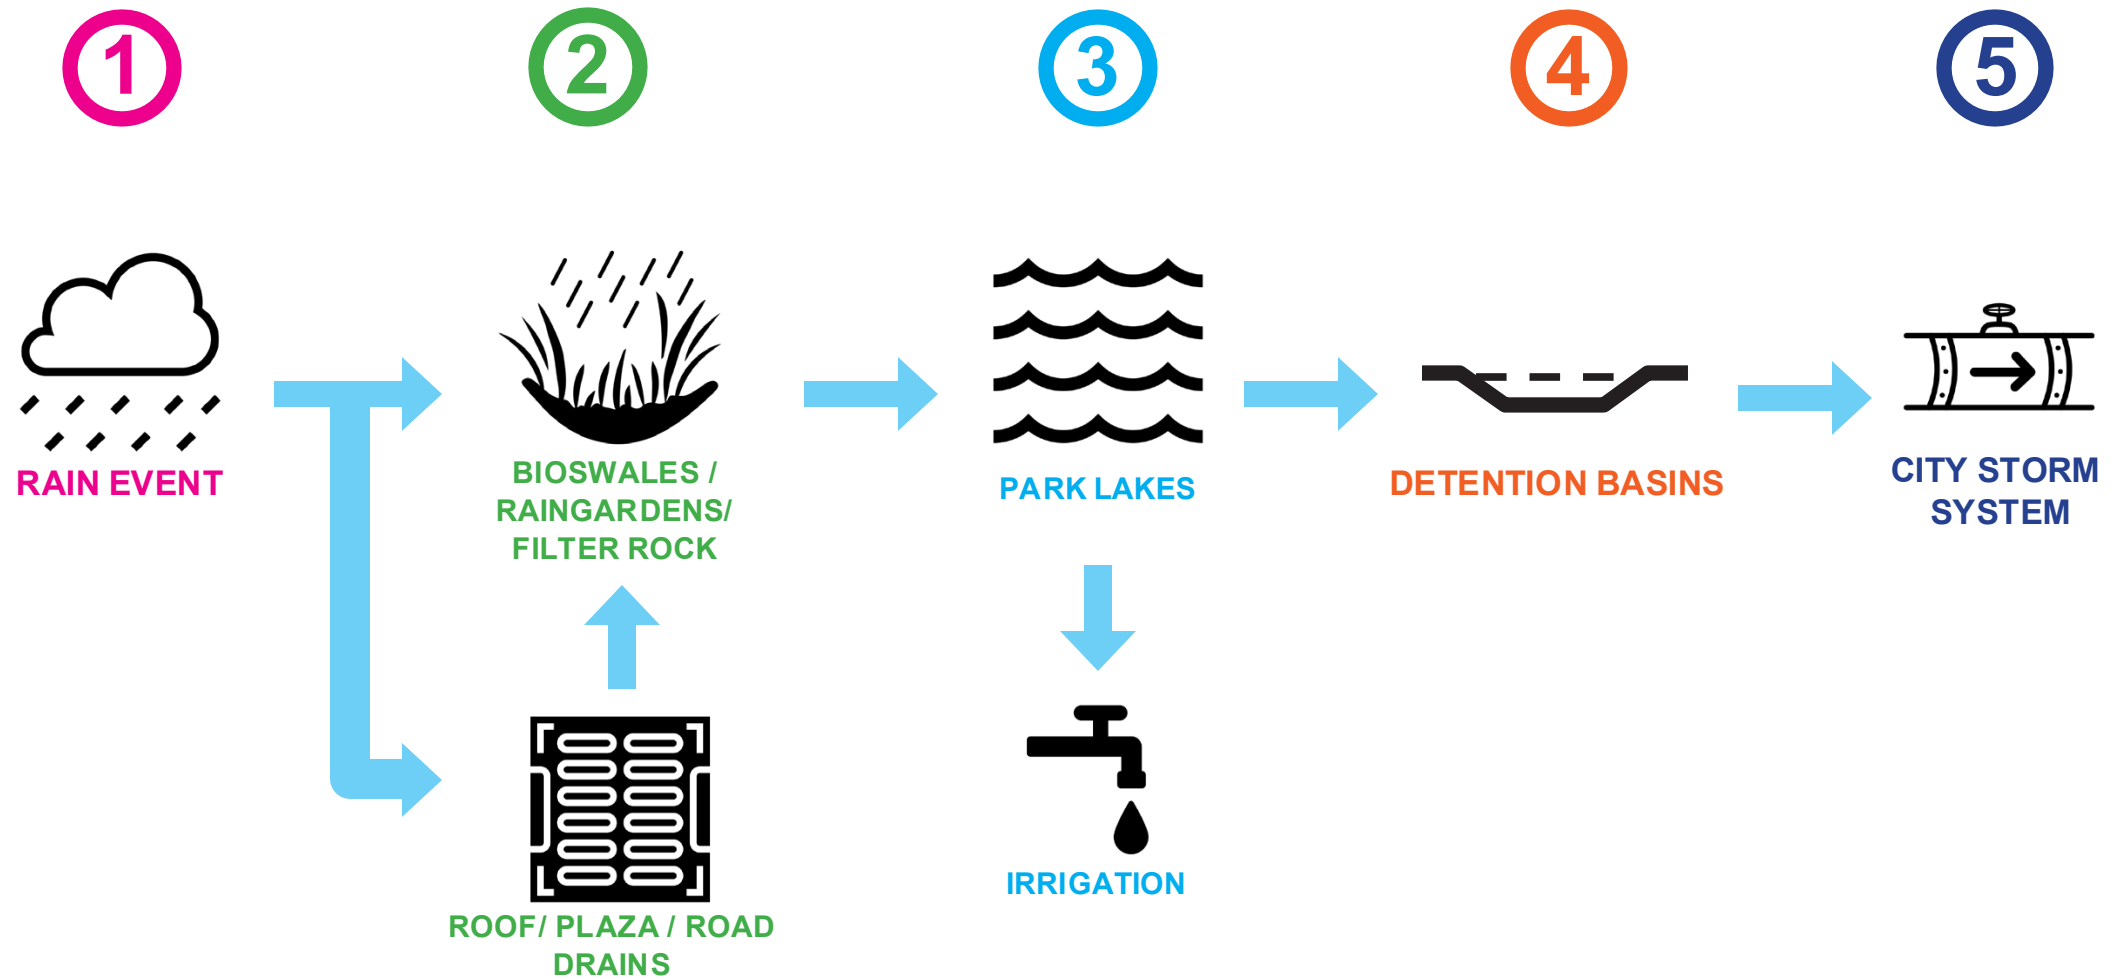 1
2
3
4
5
RAIN EVENT
BIOSWALES /
RAINGARDENS/
FILTER ROCK
PARK LAKES
DETENTION BASINS
CITY STORM
SYSTEM
ROOF/ PLAZA / ROAD
DRAINS
IRRIGATION